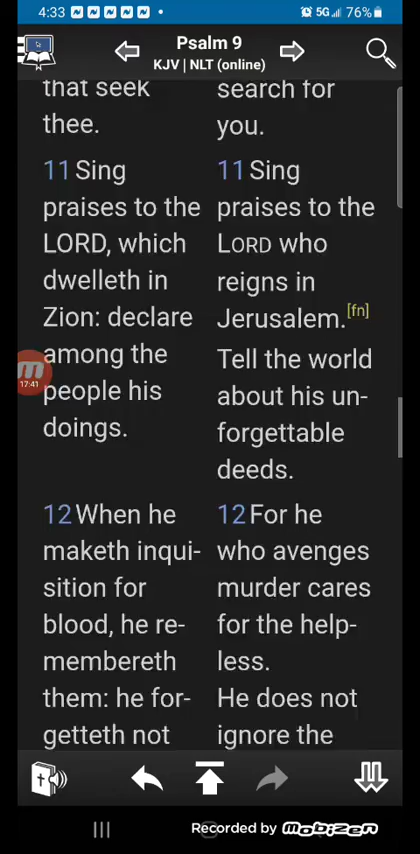 4:33 N N N N N • 5G 76%
Psalm 9
KJV | NLT (online)
that seek
thee.
11 Sing
praises to the
LORD, which
dwelleth in
Zion: declare
among the
people his
doings.
12 When he
maketh inqui-
sition for
blood, he re-
membereth
them: he for-
getteth not
search for
you.
11 Sing
praises to the
LORD who
reigns in
Jerusalem.[fn]
Tell the world
about his un-
forgettable
deeds.
12 For he
who avenges
murder cares
for the help-
less.
He does not
ignore the
m
17:41
Recorded by mobizen